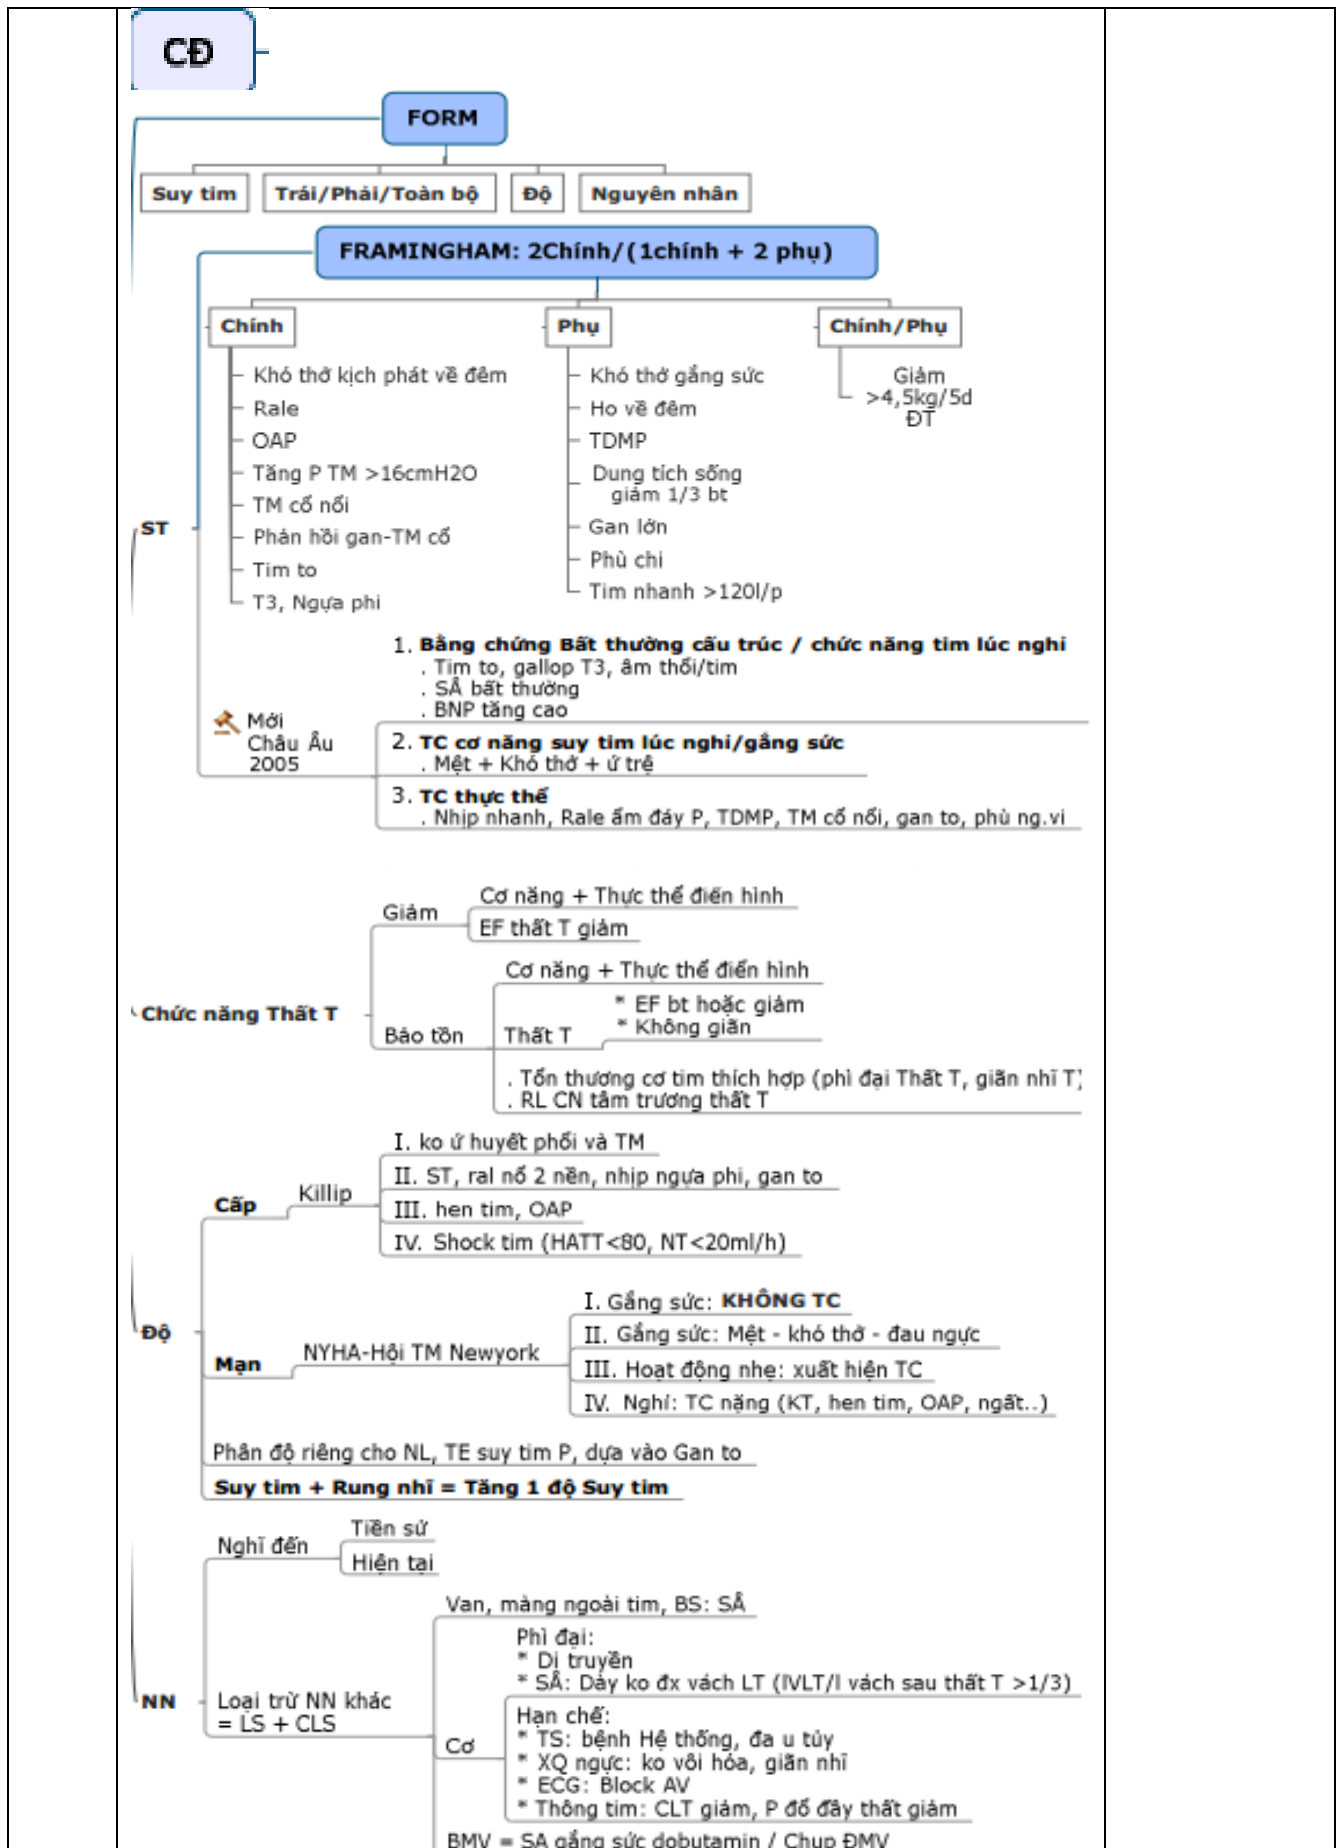 CĐ
FORM
Suy tim
Trái/Phải/Toàn bộ
Độ
Nguyên nhân
FRAMINGHAM: 2Chính/(1chính + 2 phụ)
Chính
Khó thở kịch phát về đêm
Rale
OAP
Tăng P TM >16cmH2O
TM cổ nổi
Phản hồi gan-TM cổ
Tim to
T3, Ngựa phi
Phụ
Khó thở gắng sức
Ho về đêm
TDMP
Dung tích sống
giảm 1/3 bt
Gan lớn
Phù chi
Tim nhanh >120l/p
Chính/Phụ
Giảm
>4,5kg/5d
ĐT
ST
Mới
Châu Âu
2005
1. Bằng chứng Bất thường cấu trúc / chức năng tim lúc nghỉ
. Tim to, gallop T3, âm thổi/tim
. SÂ bất thường
. BNP tăng cao
2. TC cơ năng suy tim lúc nghỉ/gắng sức
. Mệt + Khó thở + ứ trệ
3. TC thực thể
. Nhịp nhanh, Rale ẩm đáy P, TDMP, TM cổ nổi, gan to, phù ng.vi
Chức năng Thất T
Giảm
Cơ năng + Thực thể điển hình
EF thất T giảm
Bảo tồn
Cơ năng + Thực thể điển hình
Thất T
* EF bt hoặc giảm
* Không giãn
. Tổn thương cơ tim thích hợp (phì đại Thất T, giãn nhĩ T)
. RL CN tâm trương thất T
Độ
Cấp
Killip
I. ko ứ huyết phổi và TM
II. ST, ral nổ 2 nền, nhịp ngựa phi, gan to
III. hen tim, OAP
IV. Shock tim (HATT<80, NT<20ml/h)
Mạn
NYHA-Hội TM Newyork
I. Gắng sức: KHÔNG TC
II. Gắng sức: Mệt - khó thở - đau ngực
III. Hoạt động nhẹ: xuất hiện TC
IV. Nghỉ: TC nặng (KT, hen tim, OAP, ngất..)
Phân độ riêng cho NL, TE suy tim P, dựa vào Gan to
Suy tim + Rung nhĩ = Tăng 1 độ Suy tim
NN
Nghĩ đến
Tiền sử
Hiện tại
Loại trừ NN khác
= LS + CLS
Van, màng ngoài tim, BS: SÂ
Cơ
Phì đại:
* Di truyền
* SÂ: Dày ko đx vách LT (lVLT/l vách sau thất T >1/3)
Hạn chế:
* TS: bệnh Hệ thống, đa u tủy
* XQ ngực: ko vôi hóa, giãn nhĩ
* ECG: Block AV
* Thông tim: CLT giảm, P đổ đầy thất giảm
BMV = SA gắng sức dobutamin / Chụp ĐMV